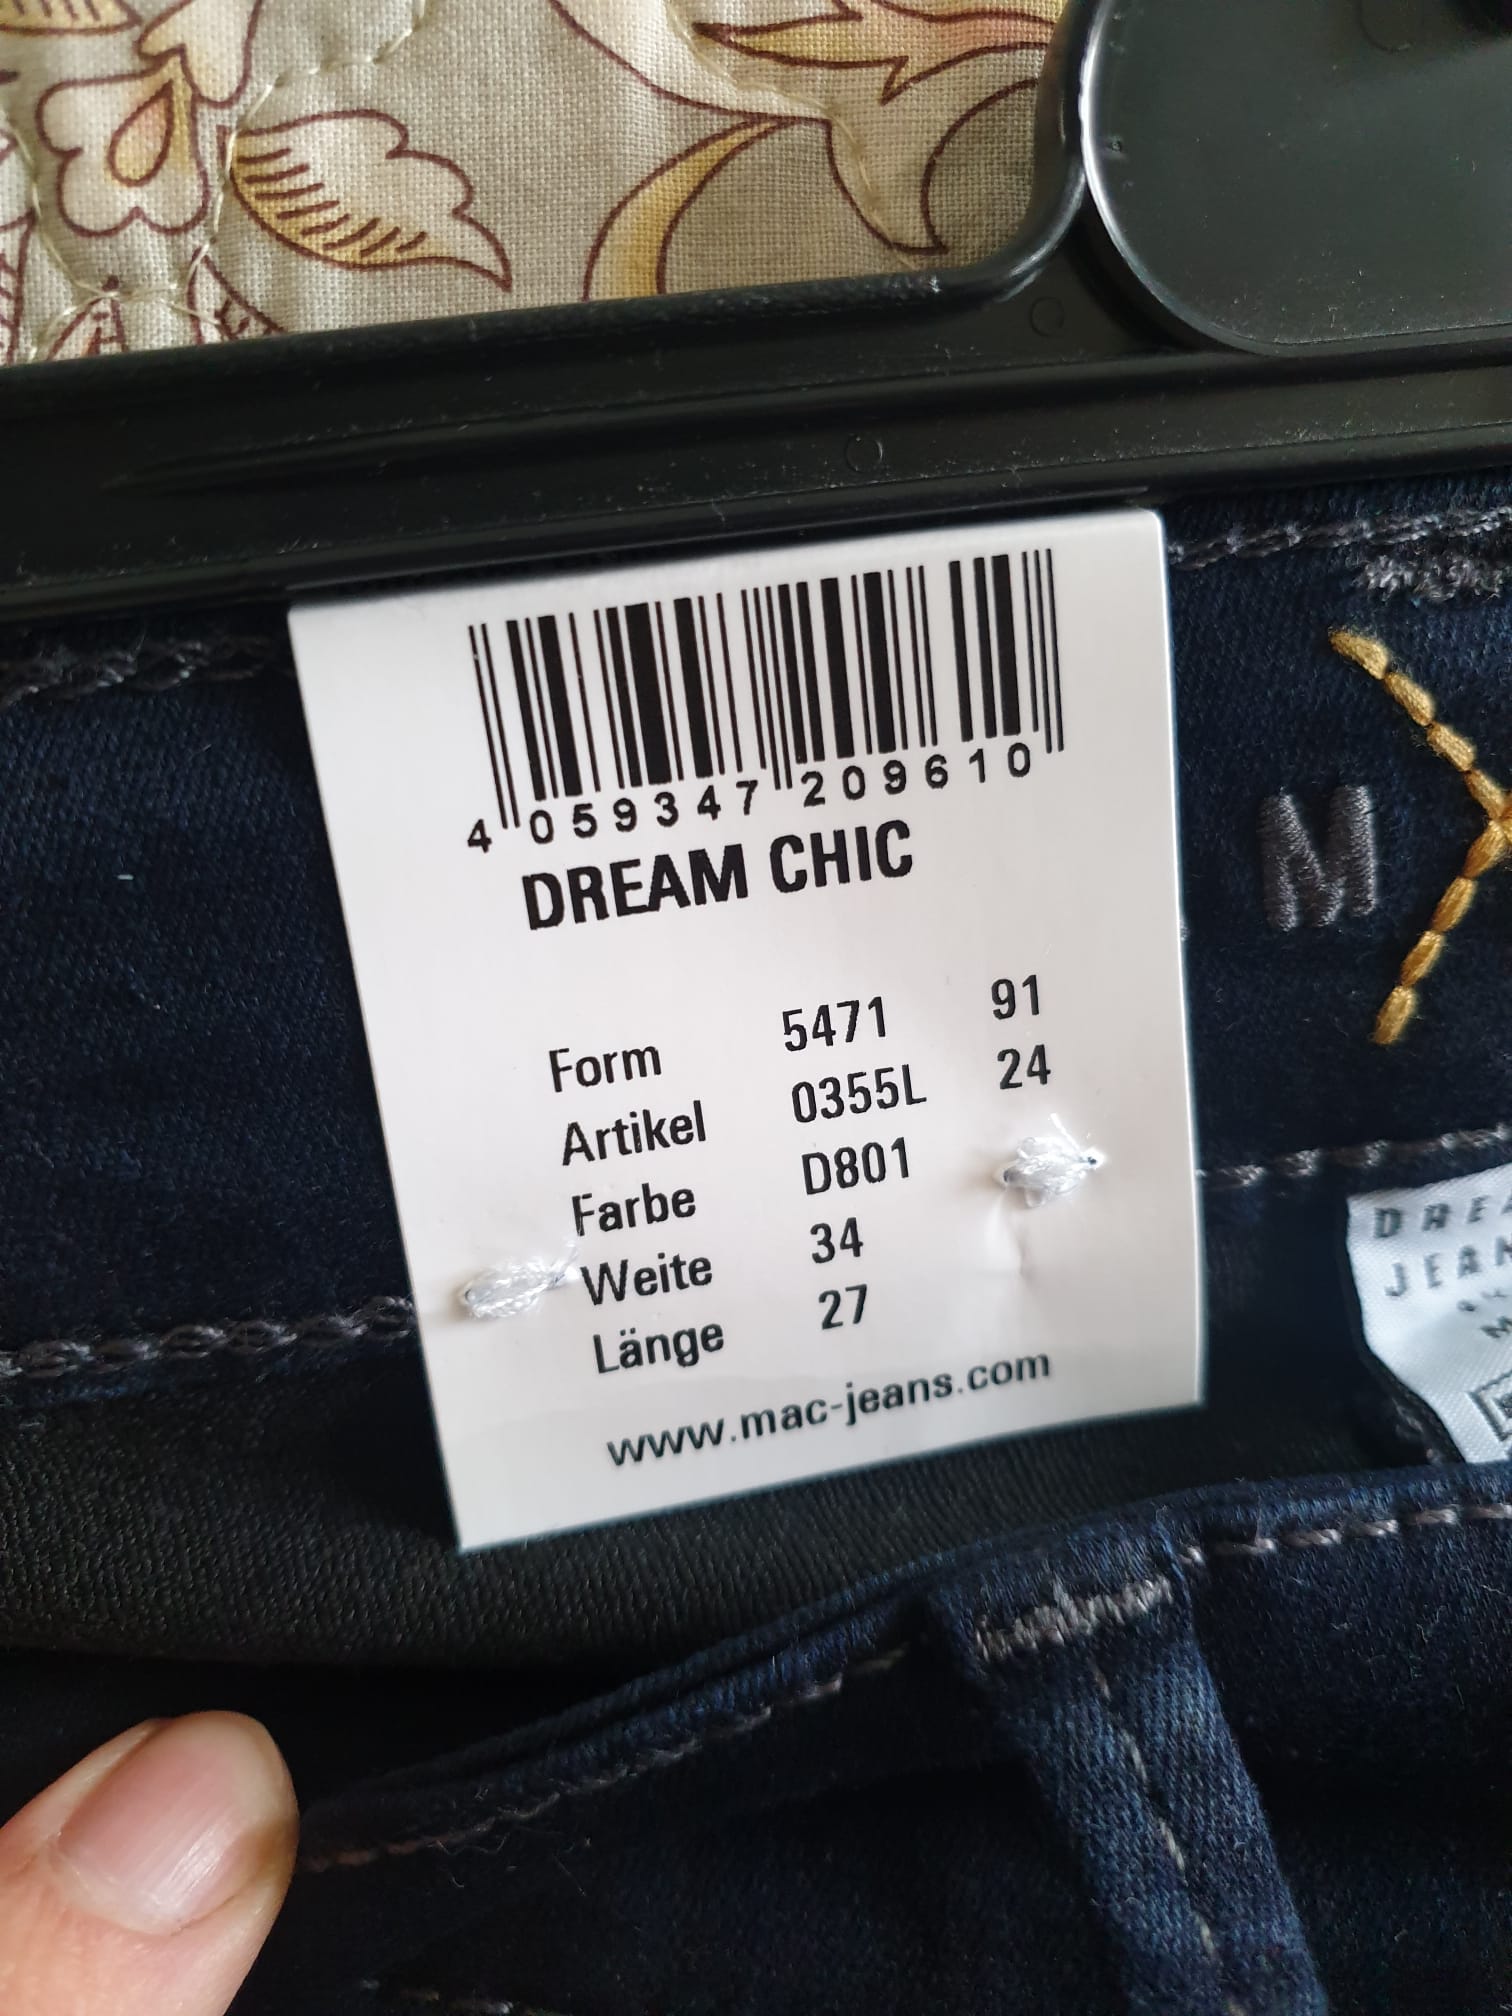 4 059347 209610
DREAM CHIC
Form 5471 91
Artikel 0355L 24
Farbe D801
Weite 34
Länge 27
www.mac-jeans.com
M